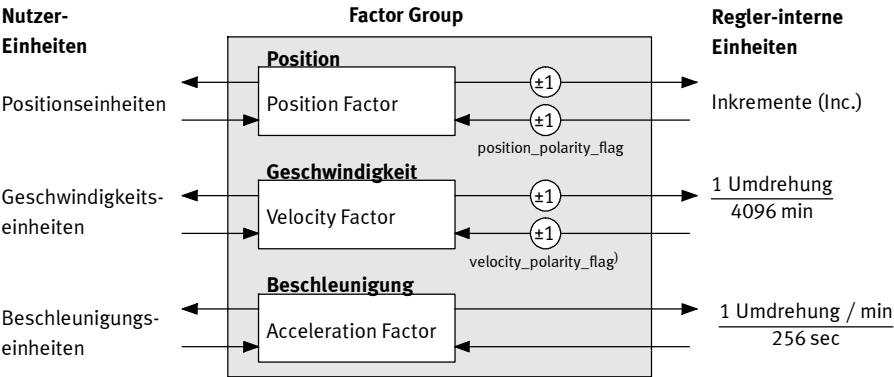 Nutzer-
Einheiten
Factor Group
Regler-interne
Einheiten
Position
Positionseinheiten
Position Factor
±1
±1
position_polarity_flag
Inkremente (Inc.)
Geschwindigkeit
Geschwindigkeits-
einheiten
Velocity Factor
±1
±1
velocity_polarity_flag)
1 Umdrehung
4096 min
Beschleunigung
Beschleunigungs-
einheiten
Acceleration Factor
1 Umdrehung / min
256 sec